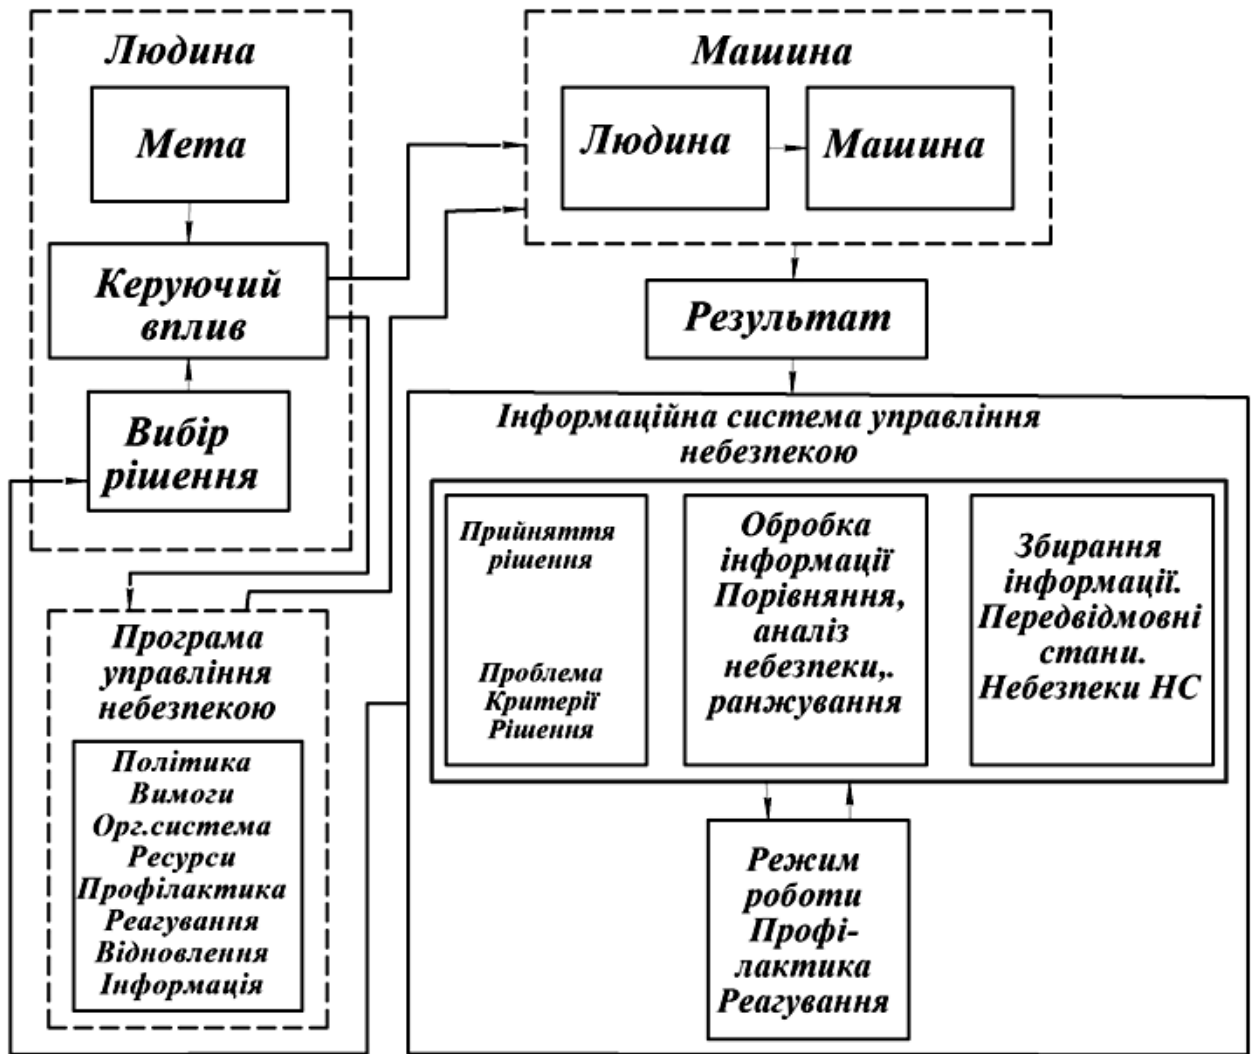 Людина
Мета
Керуючий
вплив
Вибір
рішення
Машина
Людина
Машина
Результат
Програма
управління
небезпекою
Політика
Вимоги
Орг.система
Ресурси
Профілактика
Реагування
Відновлення
Інформація
Інформаційна система управління
небезпекою
Прийняття
рішення
Проблема
Критерії
Рішення
Обробка
інформації
Порівняння,
аналіз
небезпеки,.
ранжування
Збирання
інформації.
Передвідмовні
стани.
Небезпеки НС
Режим
роботи
Профі-
лактика
Реагування